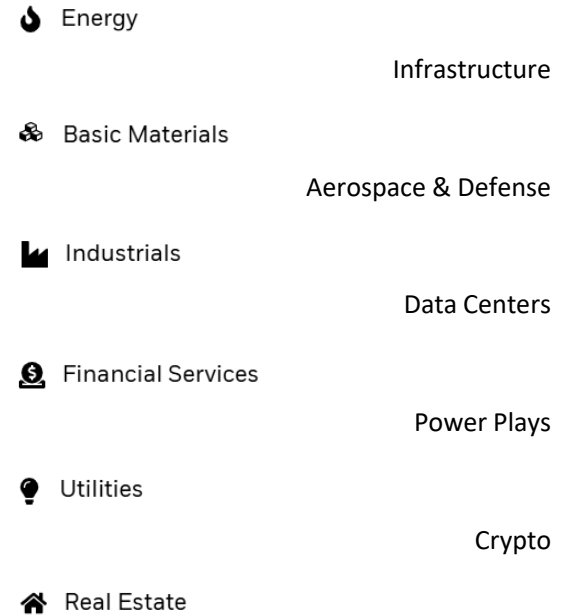 Energy
Infrastructure
Basic Materials
Aerospace & Defense
Industrials
Data Centers
Financial Services
Power Plays
Utilities
Crypto
Real Estate